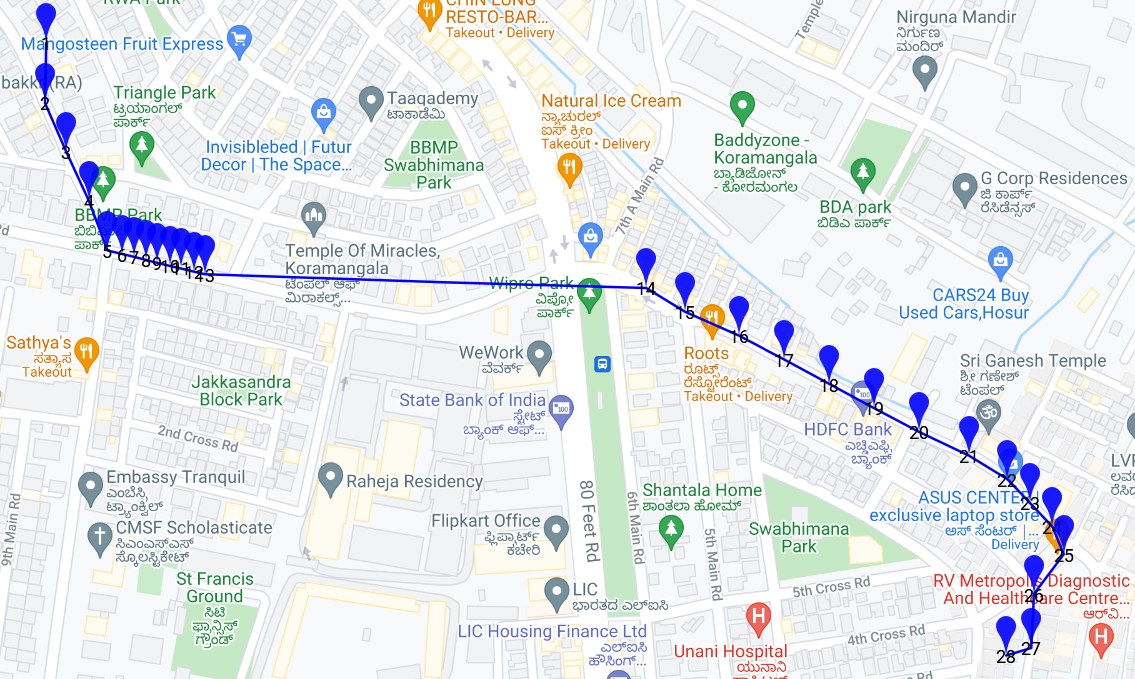 RWA Park
CHIN LUNG
RESTO-BAR...
Takeout • Delivery
Temple
Nirguna Mandir
ನಿರ್ಗುಣ
ಮಂದಿರ್
Mangosteen Fruit Express
1
2
3
4
Triangle Park
ಟ್ರಯಾಂಗಲ್
ಪಾರ್ಕ್
Taaqademy
ಟಾಕಾಡೆಮಿ
Natural Ice Cream
ನ್ಯಾಚುರಲ್
ಐಸ್ ಕ್ರೀಂ
Takeout • Delivery
Invisiblebed | Futur
Decor | The Space...
BBMP
Swabhimana
Park
Baddyzone -
Koramangala
ಬ್ಯಾಡಿಜೋನ್
- ಕೋರಮಂಗಲ
G Corp Residences
ಜಿ ಕಾರ್ಪ್
ರೆಸಿಡೆನ್ಸಸ್
BDA park
ಬಿಡಿಎ ಪಾರ್ಕ್
7th A Main Rd
BBMP Park
5
6
7
8
9
10
11
12
13
Temple Of Miracles,
Koramangala
ಟೆಂಪಲ್ ಆಫ್
ಮಿರಾಕಲ್ಸ್...
Wipro Park
ವಿಪ್ರೋ
ಪಾರ್ಕ್
14
15
16
17
18
19
20
21
22
23
24
25
26
27
28
CARS24 Buy
Used Cars,Hosur
Sathya's
ಸತ್ಯಾಸ
Takeout
WeWork
ವೆವರ್ಕ್
Roots
ರೂಟ್ಸ್
ರೆಸ್ಟೋರೆಂಟ್
Takeout • Delivery
Sri Ganesh Temple
ಶ್ರೀ ಗಣೇಶ್
ಟೆಂಪಲ್
Jakkasandra
Block Park
State Bank of India
ಸ್ಟೇಟ್
ಬ್ಯಾಂಕ್ ಆಫ್...
HDFC Bank
ಎಚ್ಡಿಎಫ್ಸಿ
ಬ್ಯಾಂಕ್
2nd Cross Rd
Embassy Tranquil
ಎಂಬೆಸ್ಸಿ
ಟ್ರ್ಯಾಂಕ್ವಿಲ್
Raheja Residency
Shantala Home
ಶಾಂತಲಾ ಹೋಮ್
ASUS CENTE
exclusive laptop store
ಆಸ್ ಸೆಂಟರ್ |...
Delivery
9th Main Rd
CMSF Scholasticate
ಸಿಎಂಎಸ್ಎಫ್
ಸ್ಕೊಲಸ್ಟಿಕೇಟ್
Flipkart Office
ಫ್ಲಿಪ್ಕಾರ್ಟ್
ಕಚೇರಿ
80 Feet Rd
6th Main Rd
5th Main Rd
Swabhimana
Park
St Francis
Ground
ಸಿಟಿ
ಫ್ರಾನ್ಸಿಸ್
ಗ್ರೌಂಡ್
LIC
ಭಾರತದ ಎಲ್ಐಸಿ
5th Cross Rd
4th Cross Rd
RV Metropolis Diagnostic
And Healthcare Centre...
ಆರ್‌ವಿ...
LIC Housing Finance Ltd
ಎಲ್ಐಸಿ
ಹೌಸಿಂಗ್...
Unani Hospital
ಯುನಾನಿ